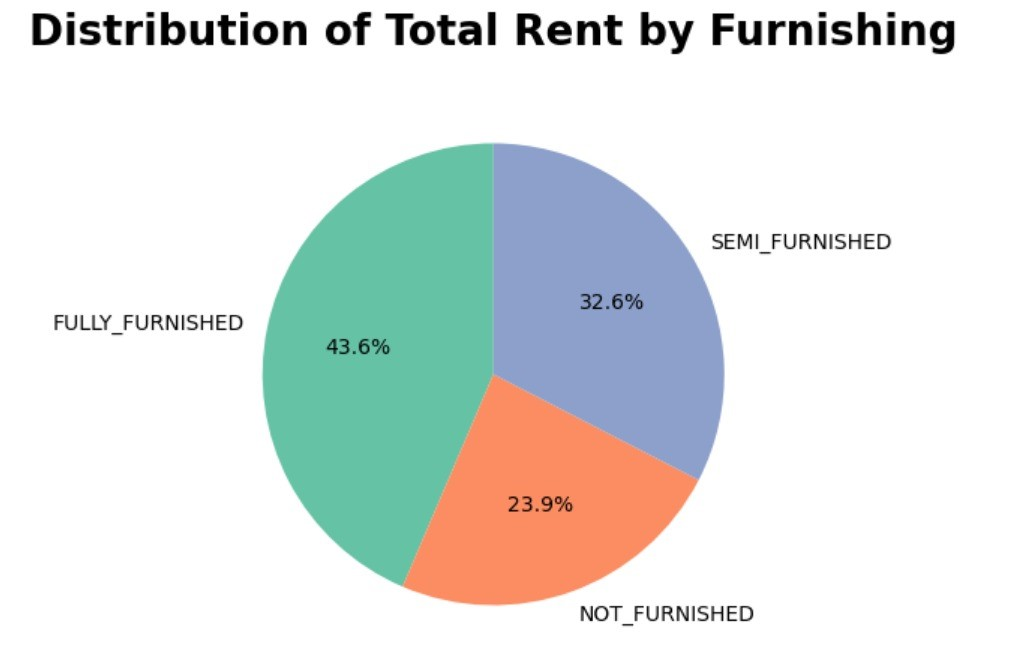 Distribution of Total Rent by Furnishing
SEMI_FURNISHED
32.6%
FULLY_FURNISHED
43.6%
23.9%
NOT_FURNISHED